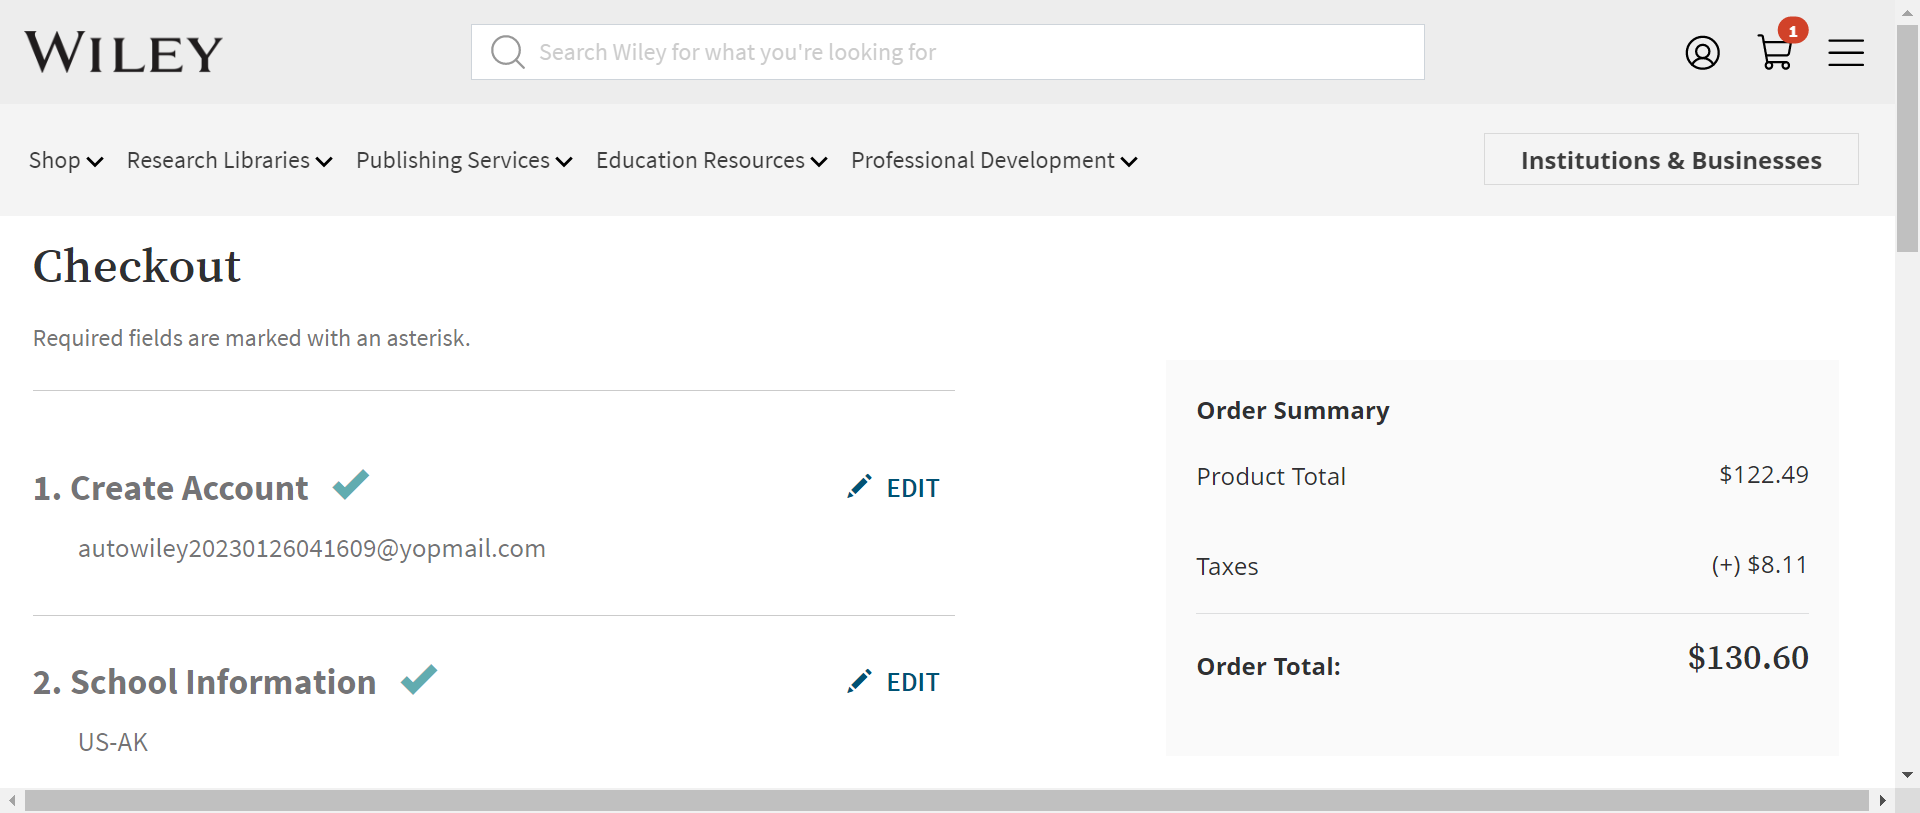 WILEY
Search Wiley for what you're looking for
1
Shop Research Libraries Publishing Services Education Resources Professional Development Institutions & Businesses
Checkout
Required fields are marked with an asterisk.
1. Create Account EDIT
autowiley20230126041609@yopmail.com
2. School Information EDIT
US-AK
Order Summary
Product Total $122.49
Taxes (+) $8.11
Order Total: $130.60